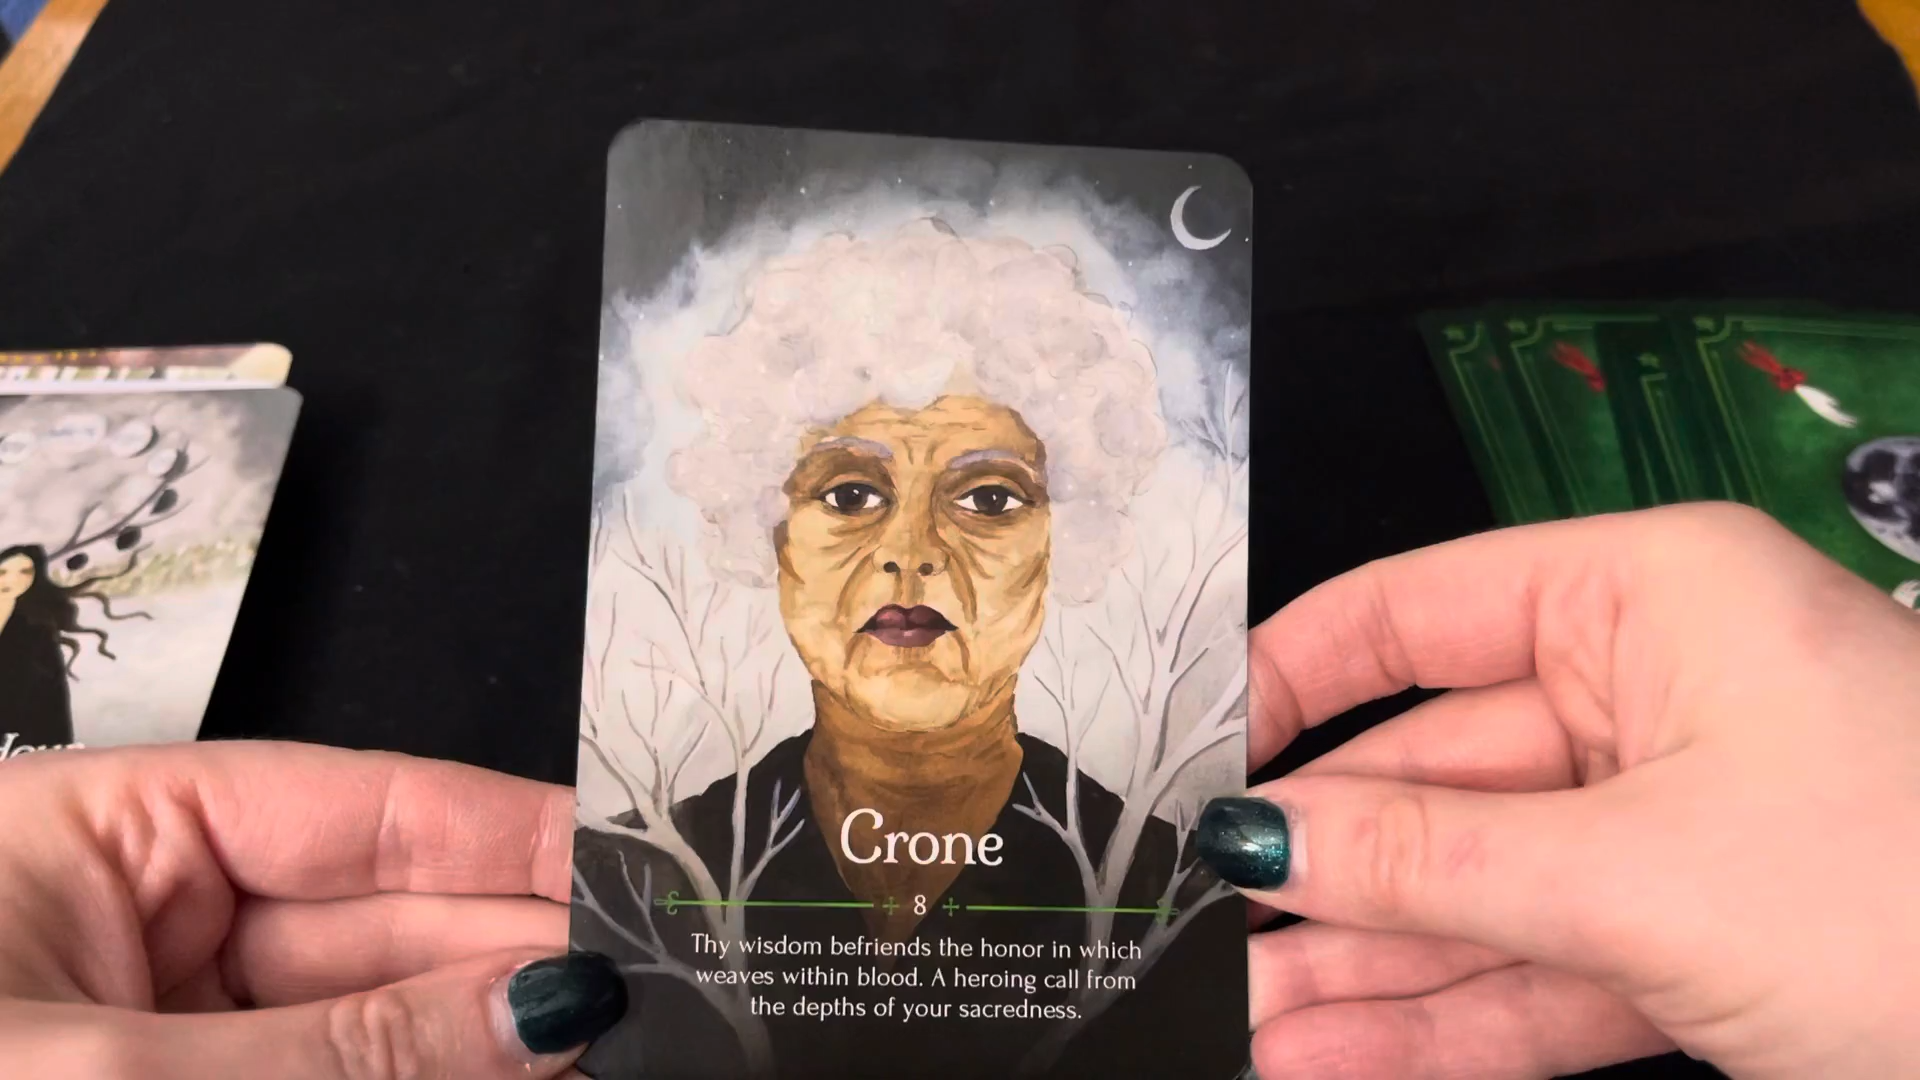 Crone
8
Thy wisdom befriends the honor in which
weaves within blood. A heroing call from
the depths of your sacredness.